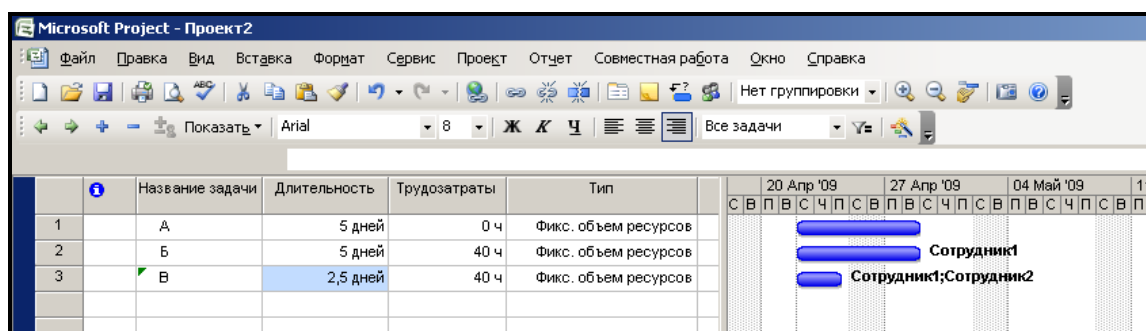 Microsoft Project - Проект2
Файл Правка Вид Вставка Формат Сервис Проект Отчет Совместная работа Окно Справка
ABC Нет группировки
Показать Arial 8 Ж К Ч Все задачи
Название задачи Длительность Трудозатраты Тип 20 Апр '09 27 Апр '09 04 Май '09 1
С В П В С Ч П С В П В С Ч П С В П В С Ч П С В П
1 А 5 дней 0 ч Фикс. объем ресурсов
2 Б 5 дней 40 ч Фикс. объем ресурсов Сотрудник1
3 В 2,5 дней 40 ч Фикс. объем ресурсов Сотрудник1;Сотрудник2